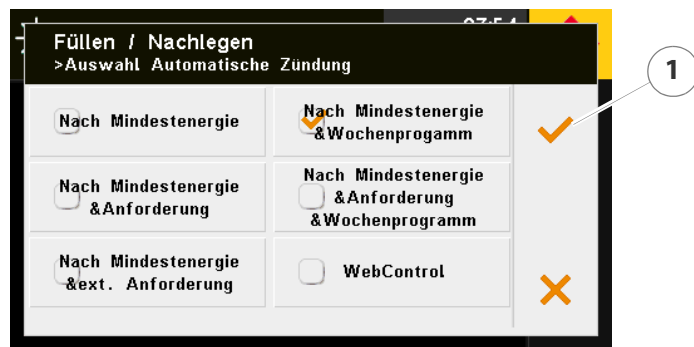 Füllen / Nachlegen
>Auswahl Automatische Zündung
1
Nach Mindestenergie
Nach Mindestenergie
&Wochenprogamm
Nach Mindestenergie
&Anforderung
Nach Mindestenergie
&Anforderung
&Wochenprogramm
Nach Mindestenergie
&ext. Anforderung
WebControl